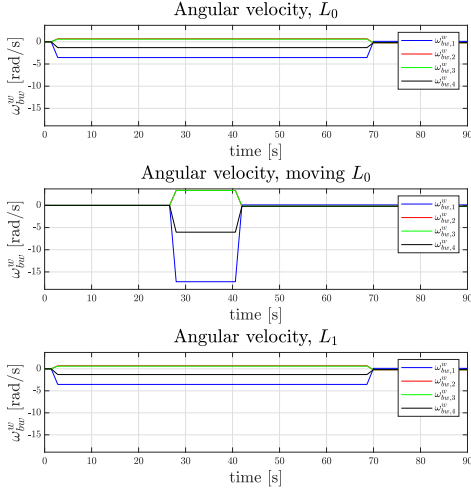 Angular velocity, L₀
ω^w_bw [rad/s]
0
-5
-10
-15
ω^w_bw,1
ω^w_bw,2
ω^w_bw,3
ω^w_bw,4
0 10 20 30 40 50 60 70 80 90
time [s]
Angular velocity, moving L₀
ω^w_bw [rad/s]
0
-5
-10
-15
ω^w_bw,1
ω^w_bw,2
ω^w_bw,3
ω^w_bw,4
0 10 20 30 40 50 60 70 80 90
time [s]
Angular velocity, L₁
ω^w_bw [rad/s]
0
-5
-10
-15
ω^w_bw,1
ω^w_bw,2
ω^w_bw,3
ω^w_bw,4
0 10 20 30 40 50 60 70 80 90
time [s]